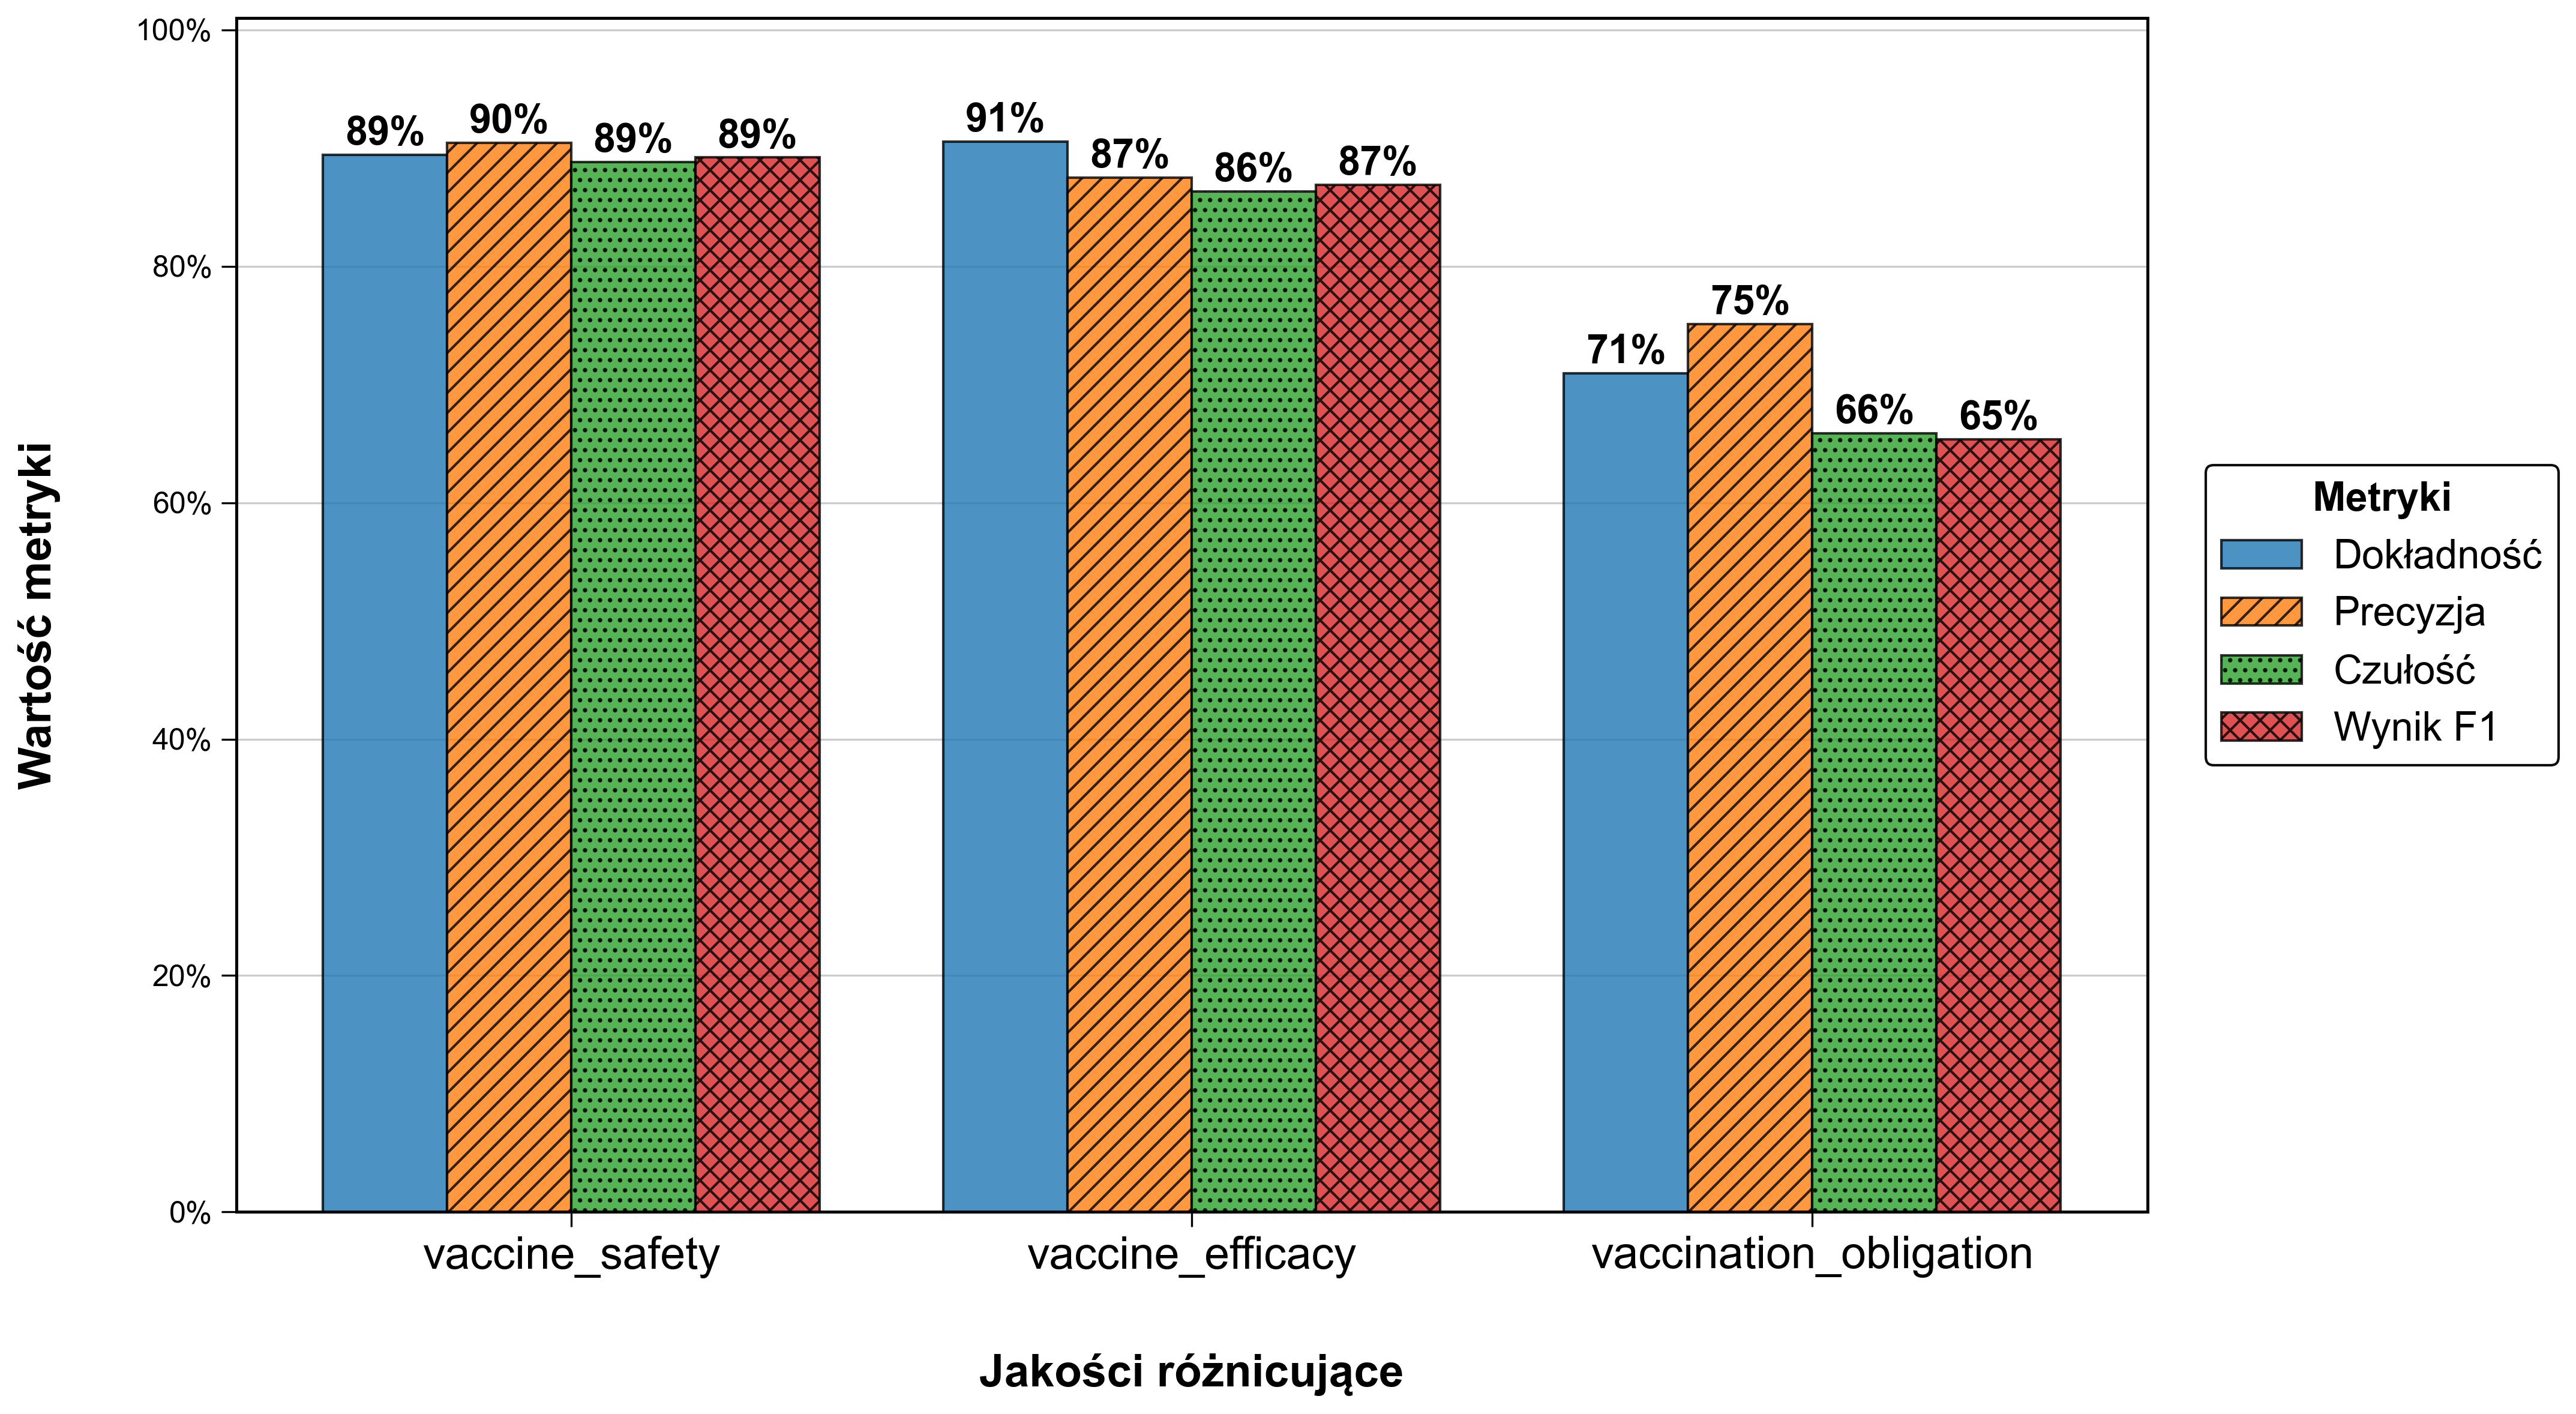 100%
80%
60%
40%
20%
0%
Wartość metryki
89%
90%
89%
89%
91%
87%
86%
87%
71%
75%
66%
65%
vaccine_safety
vaccine_efficacy
vaccination_obligation
Jakości różnicujące
Metryki
Dokładność
Precyzja
Czułość
Wynik F1